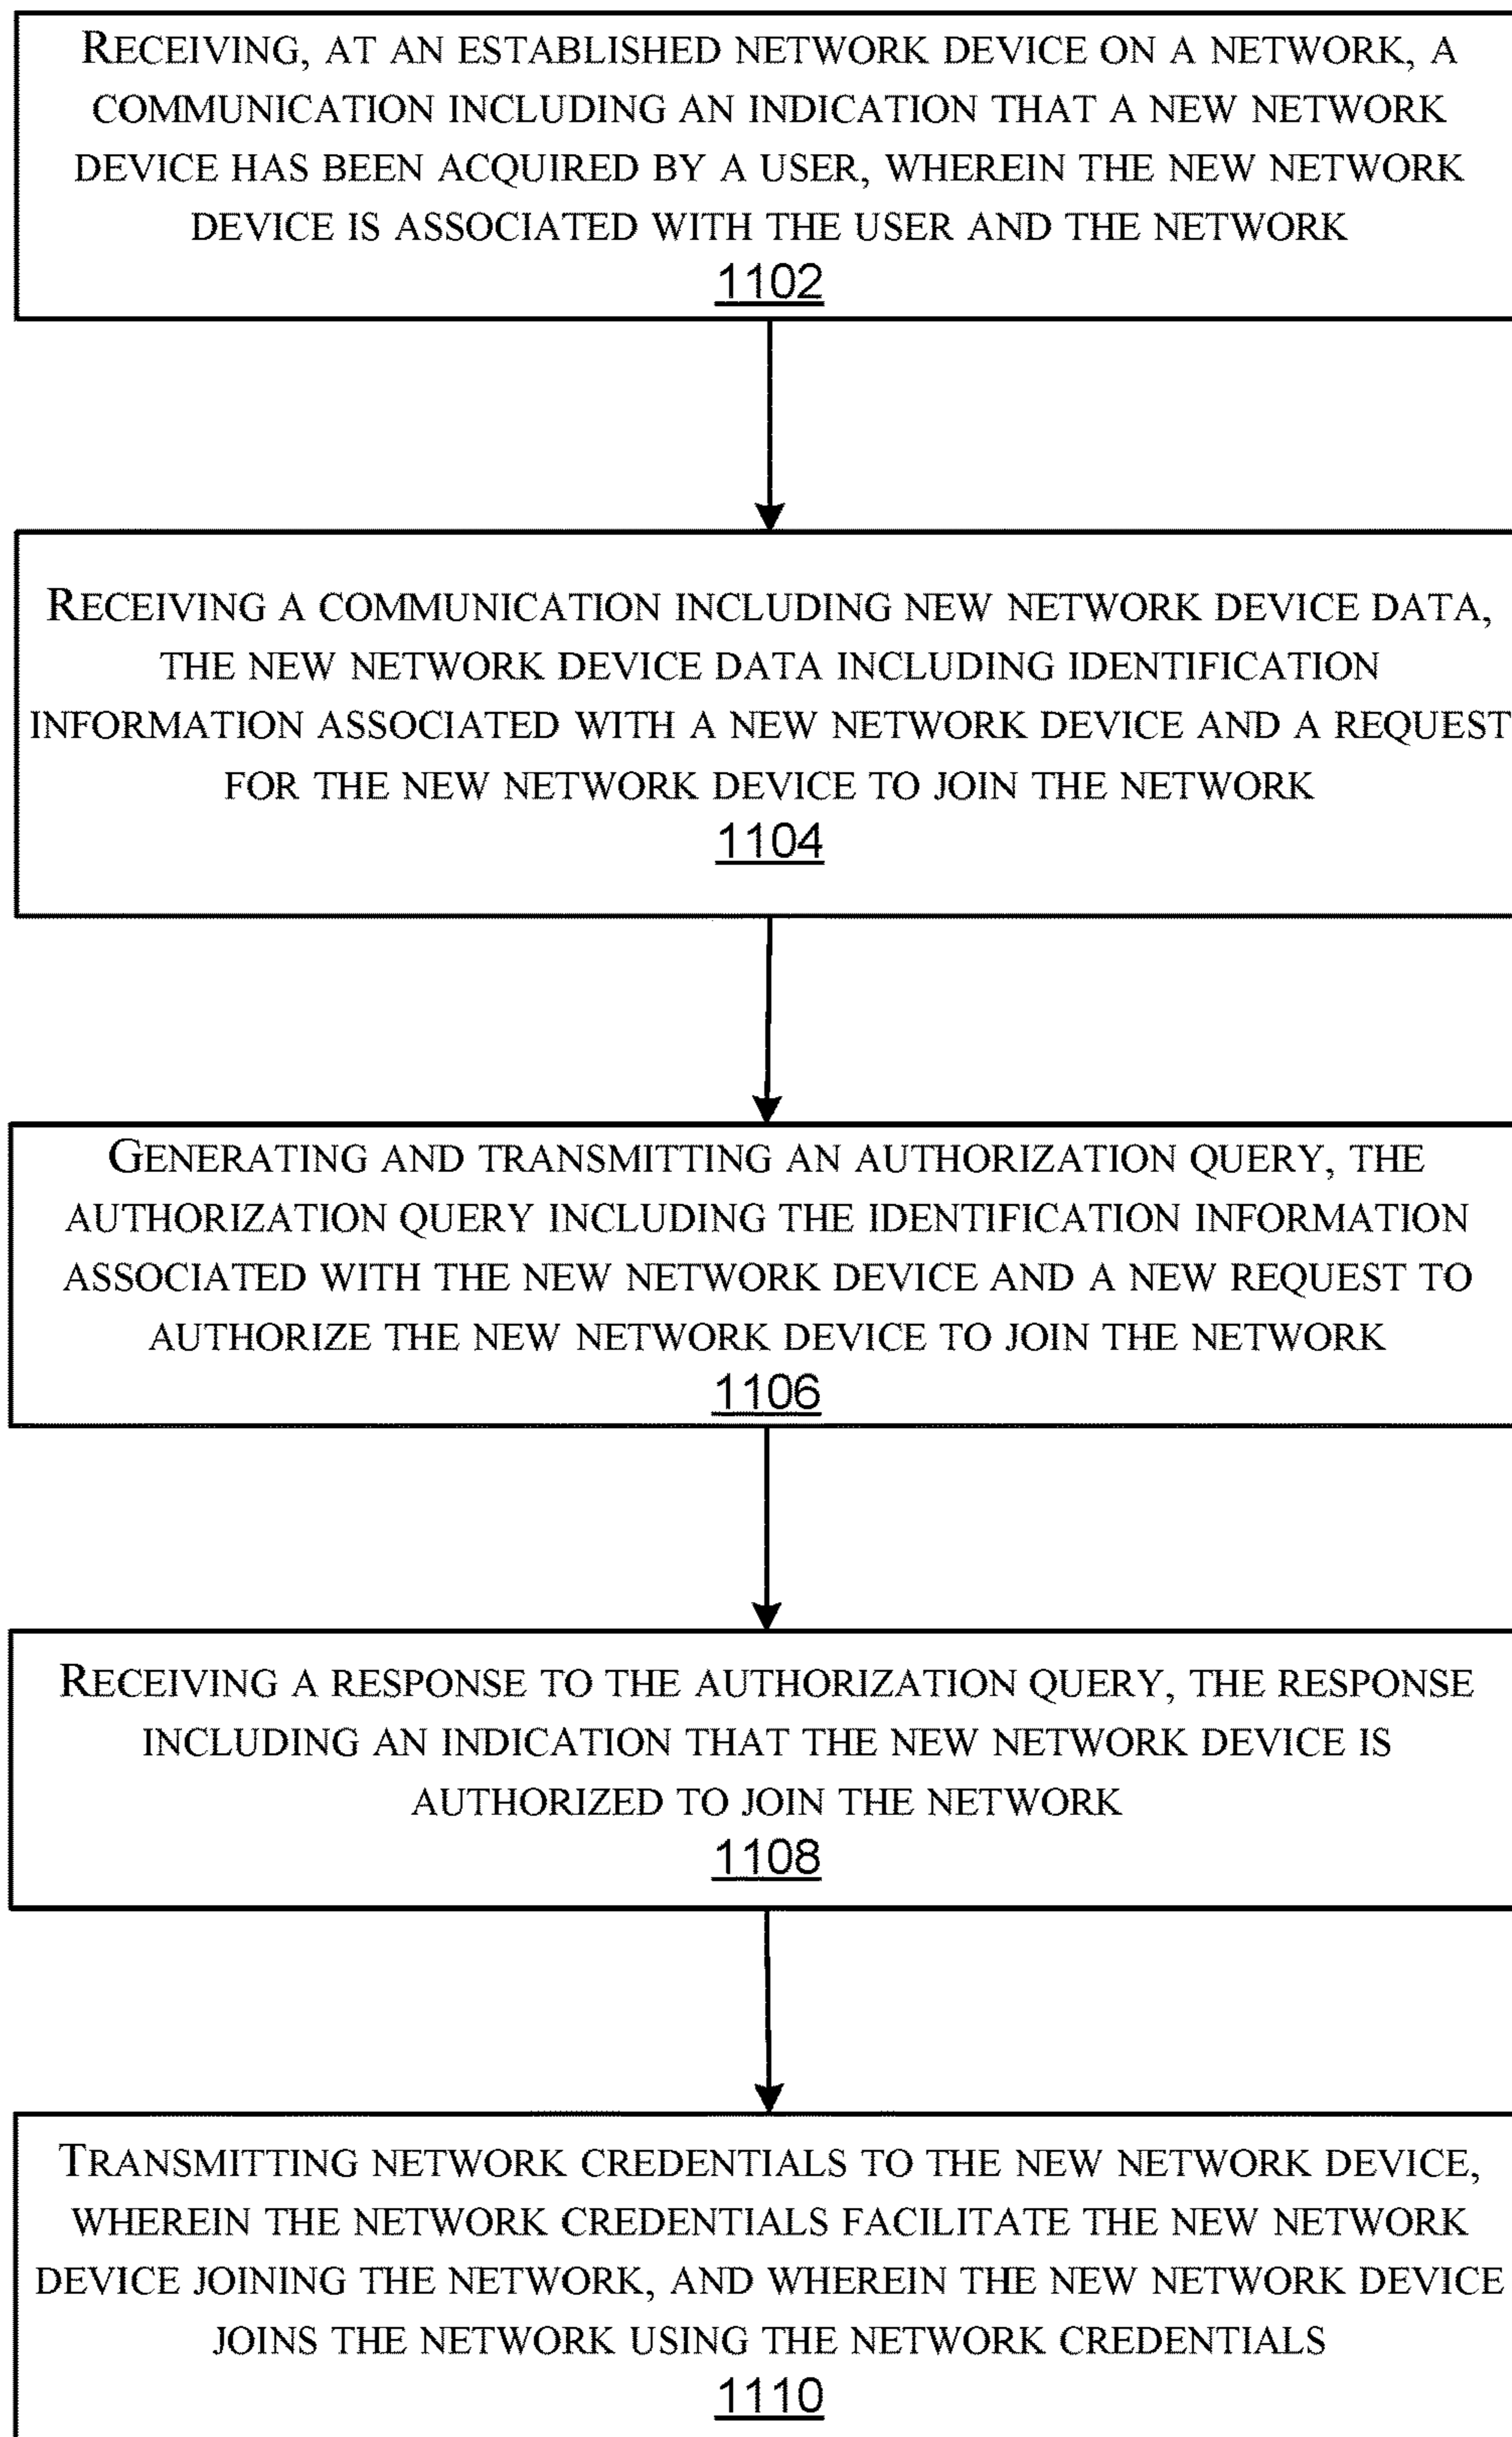 RECEIVING, AT AN ESTABLISHED NETWORK DEVICE ON A NETWORK, A
COMMUNICATION INCLUDING AN INDICATION THAT A NEW NETWORK
DEVICE HAS BEEN ACQUIRED BY A USER, WHEREIN THE NEW NETWORK
DEVICE IS ASSOCIATED WITH THE USER AND THE NETWORK
1102
RECEIVING A COMMUNICATION INCLUDING NEW NETWORK DEVICE DATA,
THE NEW NETWORK DEVICE DATA INCLUDING IDENTIFICATION
INFORMATION ASSOCIATED WITH A NEW NETWORK DEVICE AND A REQUEST
FOR THE NEW NETWORK DEVICE TO JOIN THE NETWORK
1104
GENERATING AND TRANSMITTING AN AUTHORIZATION QUERY, THE
AUTHORIZATION QUERY INCLUDING THE IDENTIFICATION INFORMATION
ASSOCIATED WITH THE NEW NETWORK DEVICE AND A NEW REQUEST TO
AUTHORIZE THE NEW NETWORK DEVICE TO JOIN THE NETWORK
1106
RECEIVING A RESPONSE TO THE AUTHORIZATION QUERY, THE RESPONSE
INCLUDING AN INDICATION THAT THE NEW NETWORK DEVICE IS
AUTHORIZED TO JOIN THE NETWORK
1108
TRANSMITTING NETWORK CREDENTIALS TO THE NEW NETWORK DEVICE,
WHEREIN THE NETWORK CREDENTIALS FACILITATE THE NEW NETWORK
DEVICE JOINING THE NETWORK, AND WHEREIN THE NEW NETWORK DEVICE
JOINS THE NETWORK USING THE NETWORK CREDENTIALS
1110